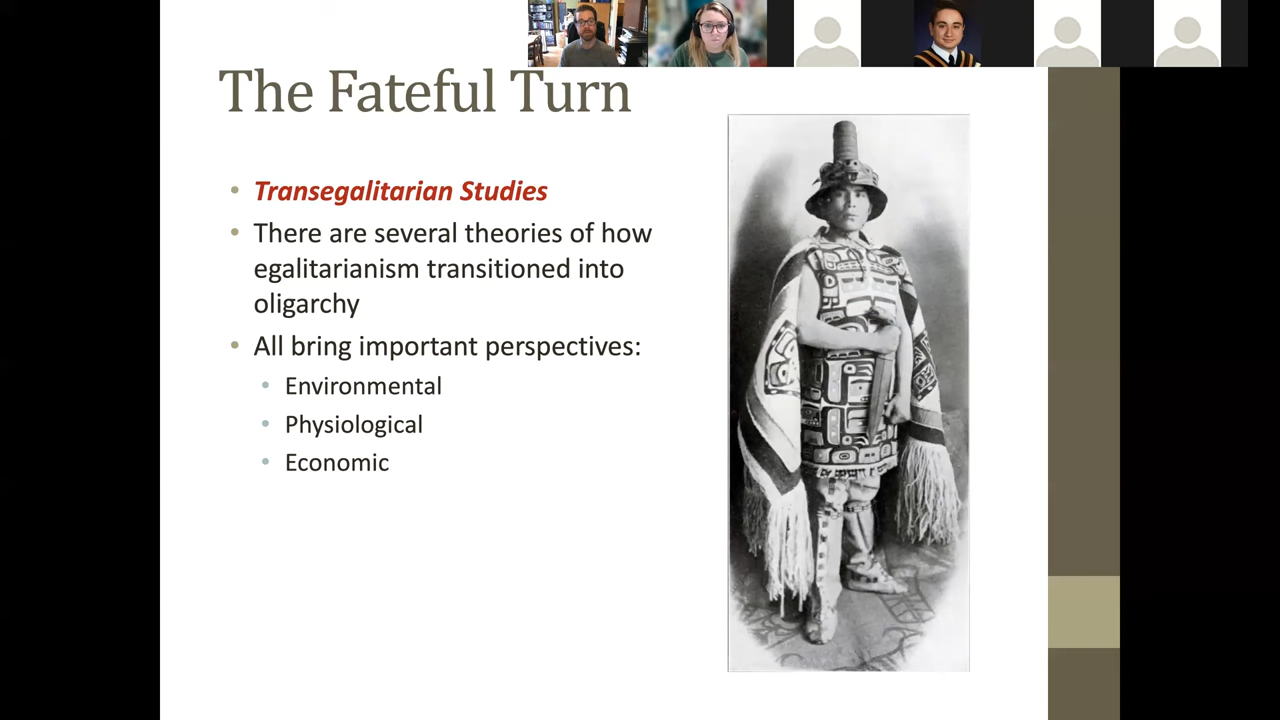 The Fateful Turn
• Transegalitarian Studies
• There are several theories of how
egalitarianism transitioned into
oligarchy
• All bring important perspectives:
• Environmental
• Physiological
• Economic